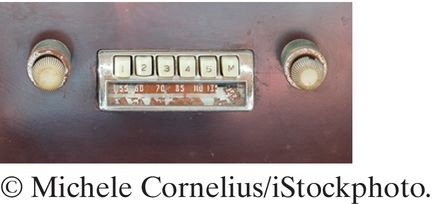 1 2 3 4 5 M
55 60 70 85 110 135
© Michele Cornelius/iStockphoto.